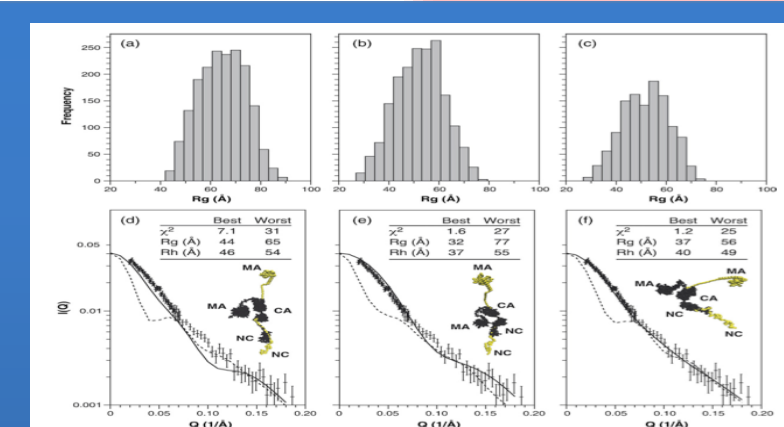 (a) (b) (c)
Frequency
250
200
150
100
50
0
20 40 60 80 100
20 40 60 80 100
20 40 60 80 100
Rg (Å) Rg (Å) Rg (Å)
(d) Best Worst
χ² 7.1 31
Rg (Å) 44 65
Rh (Å) 46 54
MA
MA CA
NC
NC
(e) Best Worst
χ² 1.6 27
Rg (Å) 32 77
Rh (Å) 37 55
MA
CA
MA NC
NC
(f) Best Worst
χ² 1.2 25
Rg (Å) 37 56
Rh (Å) 40 49
MA MA
CA
NC
NC
I(Q)
0.05
0.01
0.001
0 0.05 0.10 0.15 0.20
0 0.05 0.10 0.15 0.20
0 0.05 0.10 0.15 0.20
Q (1/Å) Q (1/Å) Q (1/Å)